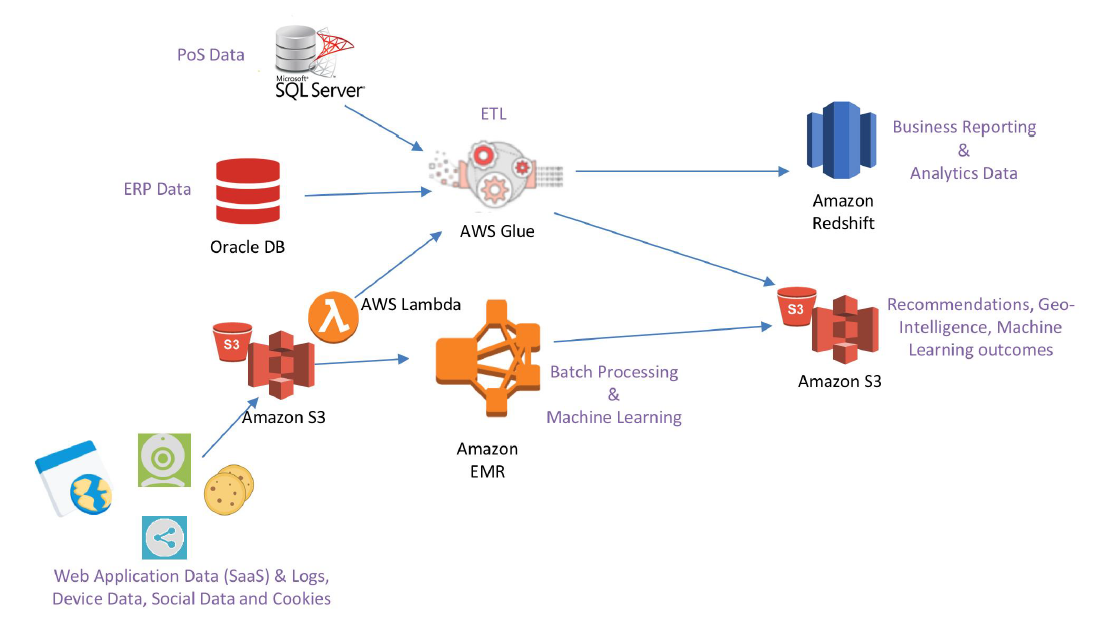 PoS Data
Microsoft®
SQL Server
ETL
Business Reporting
&
Analytics Data
ERP Data
Oracle DB
AWS Glue
Amazon
Redshift
AWS Lambda
λ
S3
Amazon S3
Batch Processing
&
Machine Learning
Amazon
EMR
S3
Recommendations, Geo-
Intelligence, Machine
Learning outcomes
Amazon S3
Web Application Data (SaaS) & Logs,
Device Data, Social Data and Cookies